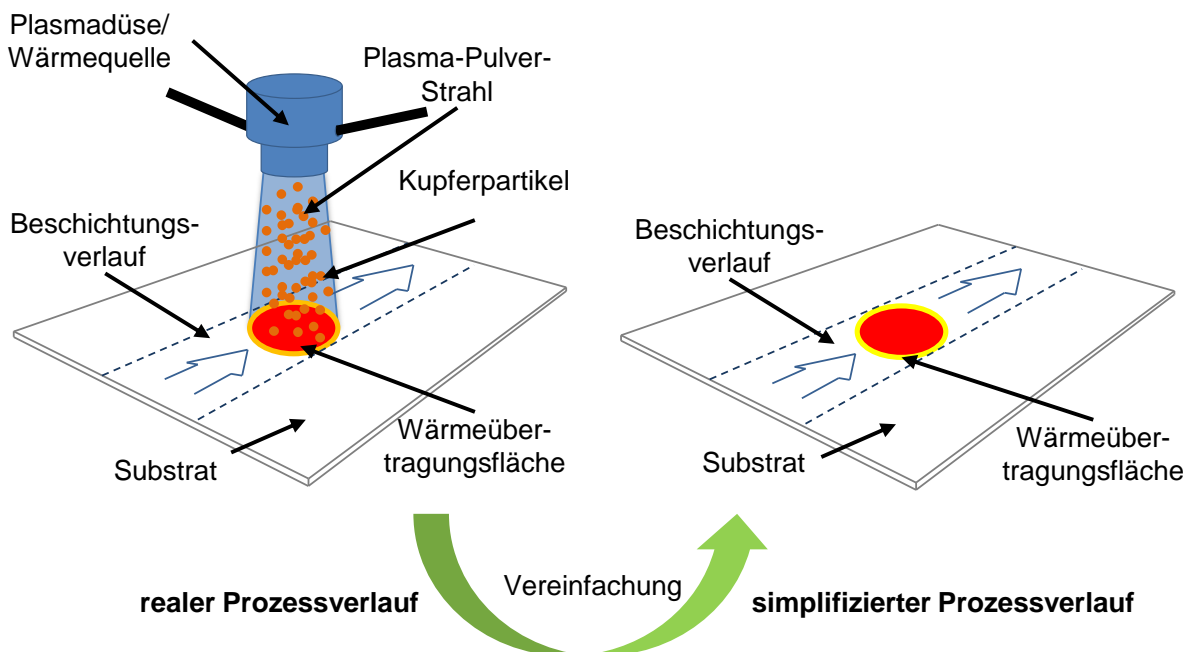 Plasmadüse/
Wärmequelle
Plasma-Pulver-
Strahl
Kupferpartikel
Beschichtungs-
verlauf
Wärmeüber-
tragungsfläche
Substrat
Beschichtungs-
verlauf
Wärmeüber-
tragungsfläche
Substrat
Vereinfachung
realer Prozessverlauf
simplifizierter Prozessverlauf